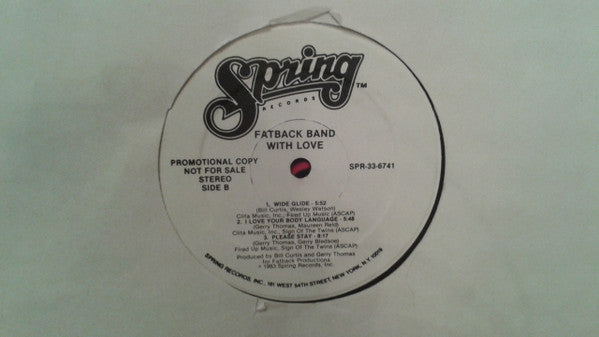 Spring TM
RECORDS
FATBACK BAND
WITH LOVE
PROMOTIONAL COPY
NOT FOR SALE
STEREO
SIDE B
SPR-33-6741
1. WIDE GLIDE - 5:52
(Bill Curtis, Wesley Watson)
Clita Music, Inc., Fired Up Music (ASCAP)
2. I LOVE YOUR BODY LANGUAGE - 5:48
(Gerry Thomas, Maureen Reid)
Clita Music, Inc., Sign Of The Twins (ASCAP)
3. PLEASE STAY - 8:17
(Gerry Thomas, Gerry Bledsoe)
Fired Up Music, Sign Of The Twins (ASCAP)
Produced by Bill Curtis and Gerry Thomas
for Fatback Productions
© 1983 Spring Records, Inc.
SPRING RECORDS, INC., 161 WEST 54TH STREET, NEW YORK, N.Y. 10019